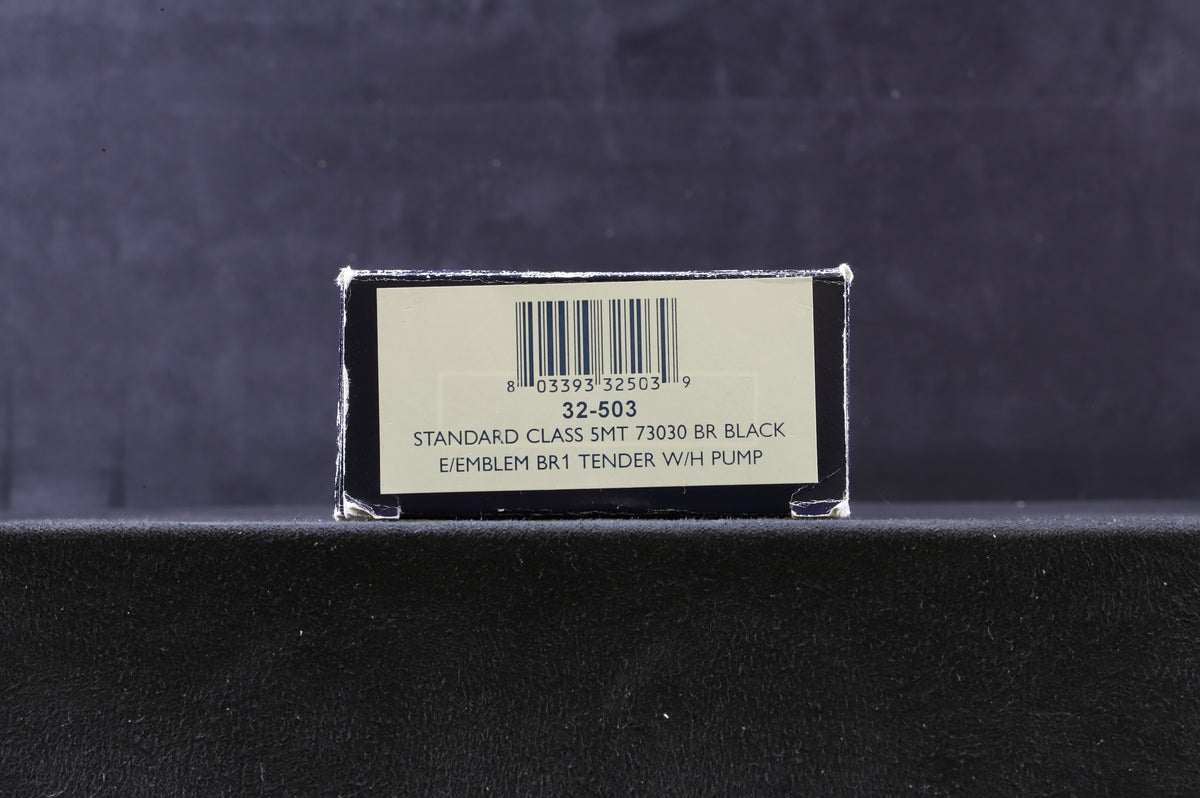 8 03393 32503 9
32-503
STANDARD CLASS 5MT 73030 BR BLACK
E/EMBLEM BR1 TENDER W/H PUMP